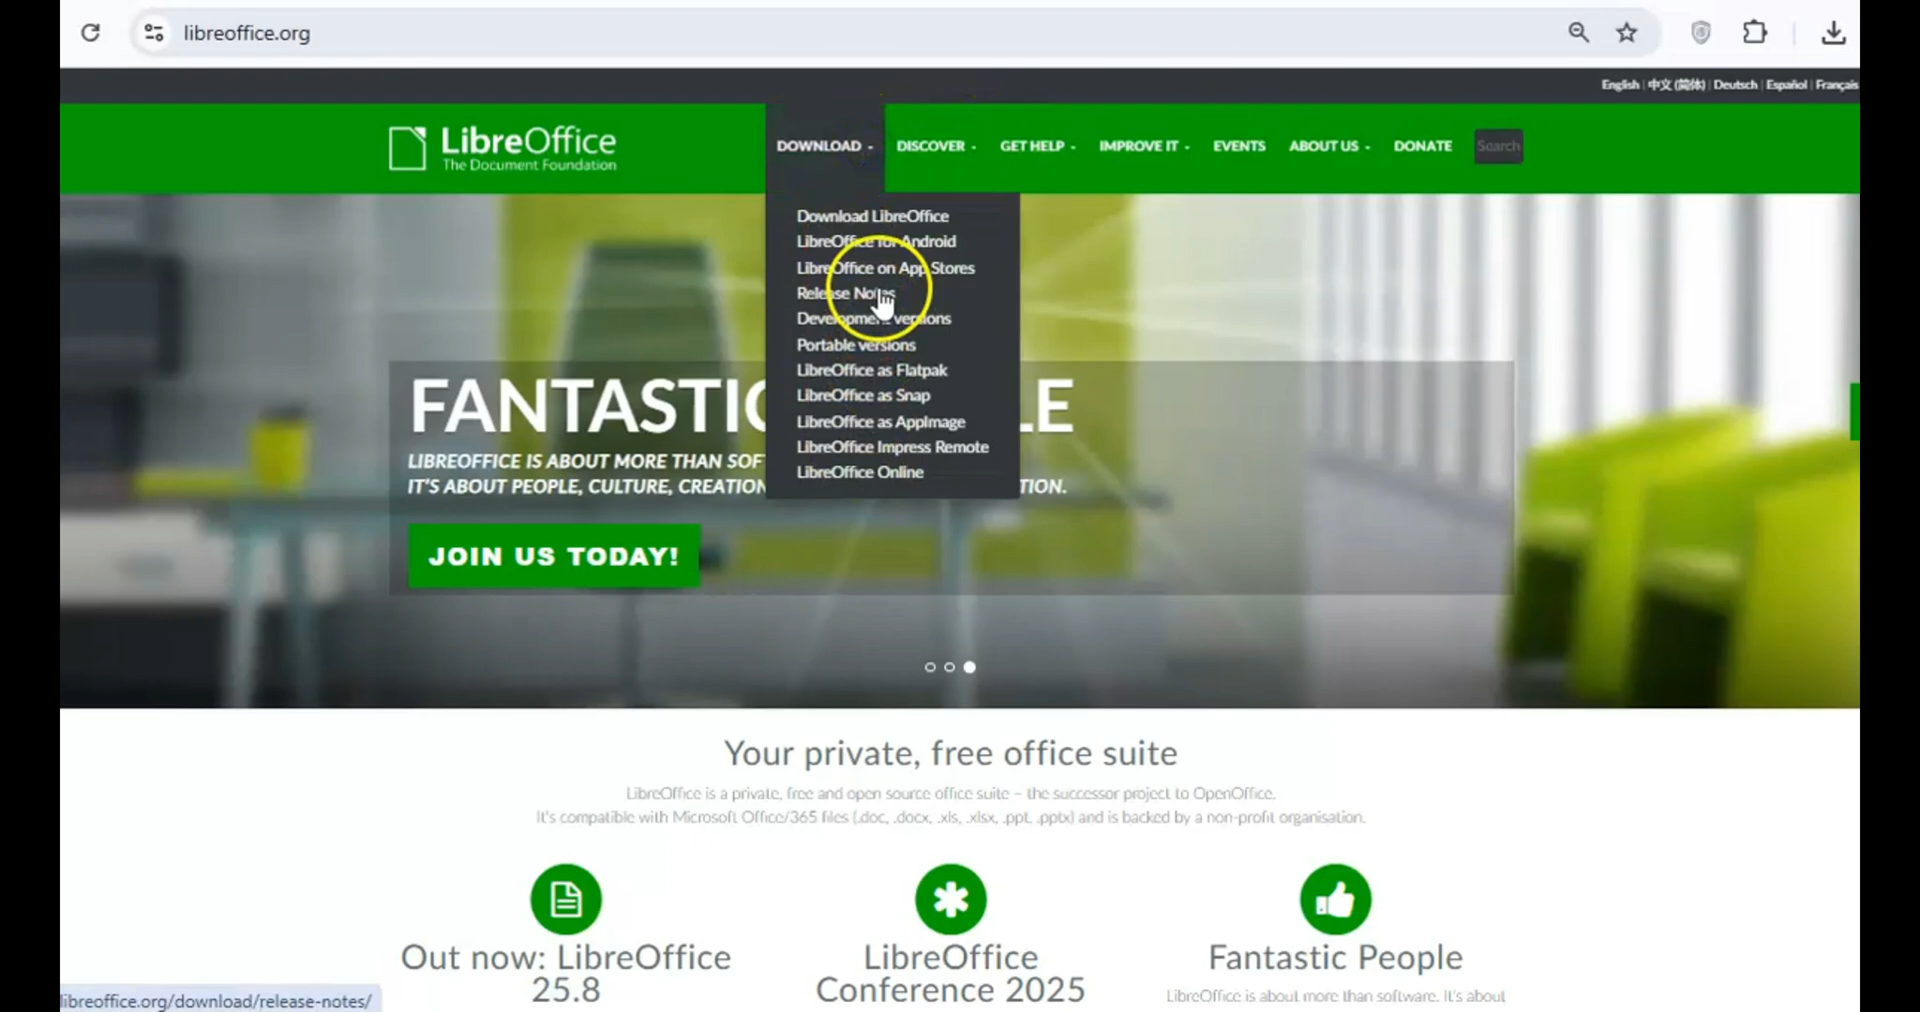 libreoffice.org
English | 中文 (简体) | Deutsch | Español | Français
LibreOffice
The Document Foundation
DOWNLOAD DISCOVER GET HELP IMPROVE IT EVENTS ABOUT US DONATE Search
Download LibreOffice
LibreOffice for Android
LibreOffice on App Stores
Release Notes
Development versions
Portable versions
LibreOffice as Flatpak
LibreOffice as Snap
LibreOffice as AppImage
LibreOffice Impress Remote
LibreOffice Online
FANTASTIC LE
LIBREOFFICE IS ABOUT MORE THAN SOF
IT'S ABOUT PEOPLE, CULTURE, CREATION TION.
JOIN US TODAY!
Your private, free office suite
LibreOffice is a private, free and open source office suite – the successor project to OpenOffice.
It's compatible with Microsoft Office/365 files (.doc, .docx, .xls, .xlsx, .ppt, .pptx) and is backed by a non-profit organisation.
Out now: LibreOffice
25.8
LibreOffice
Conference 2025
Fantastic People
LibreOffice is about more than software. It's about
libreoffice.org/download/release-notes/